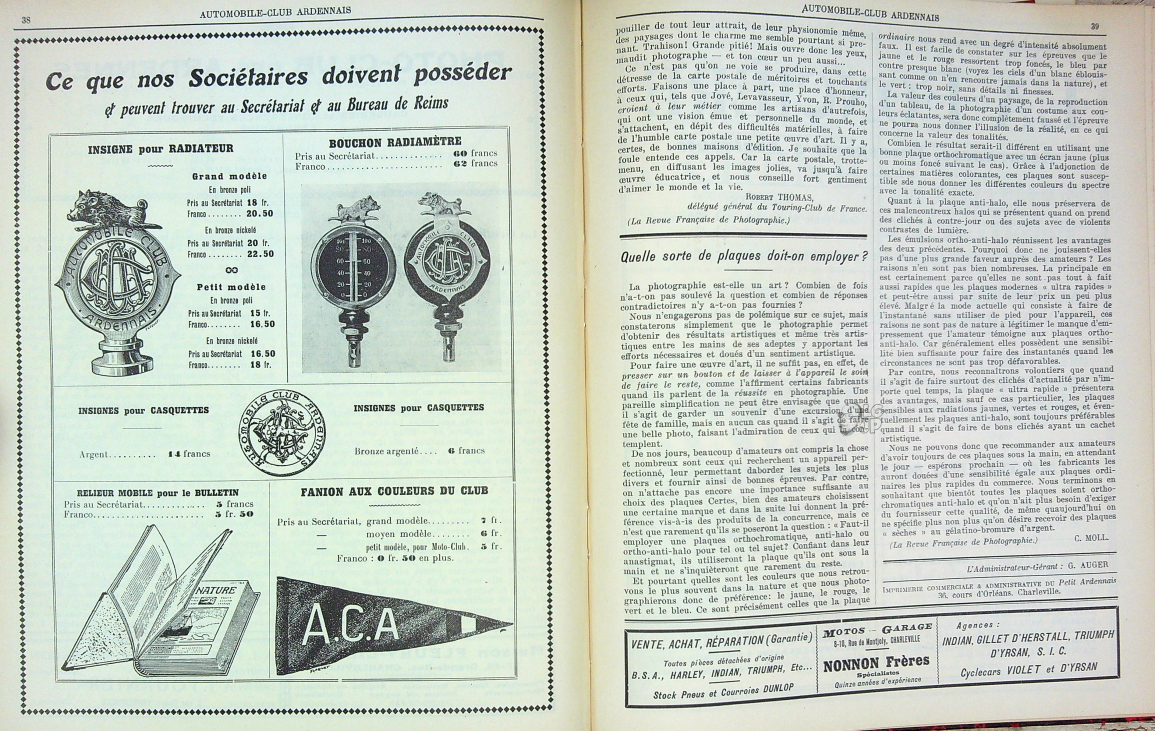 38
AUTOMOBILE-CLUB ARDENNAIS
Ce que nos Sociétaires doivent posséder
et peuvent trouver au Secrétariat et au Bureau de Reims
INSIGNE pour RADIATEUR
Grand modèle
En bronze poli
Pris au Secrétariat 18 fr.
Franco........ 20.50
En bronze nickelé
Pris au Secrétariat 20 fr.
Franco........ 22.50
Petit modèle
En bronze poli
Pris au Secrétariat 15 fr.
Franco........ 16.50
En bronze nickelé
Pris au Secrétariat 16.50
Franco........ 18 fr.
AUTOMOBILE CLUB
ARDENNAIS
BOUCHON RADIAMÈTRE
Pris au Secrétariat.............. 60 francs
Franco........................ 62 francs
INSIGNES pour CASQUETTES
Argent.......... 14 francs
AUTOMOBILE CLUB ARDENNAIS
INSIGNES pour CASQUETTES
Bronze argenté.... 6 francs
RELIEUR MOBILE pour le BULLETIN
Pris au Secrétariat............. 5 francs
Franco........................ 5 fr. 50
NATURE
FANION AUX COULEURS DU CLUB
Pris au Secrétariat, grand modèle........ 7 fr.
— moyen modèle........ 6 fr.
— petit modèle, pour Moto-Club. 5 fr.
Franco : 0 fr. 50 en plus.
A.C.A
AUTOMOBILE-CLUB ARDENNAIS
39
pouiller de tout leur attrait, de leur physionomie même,
des paysages dont le charme me semble pourtant si pre-
nant. Trahison! Grande pitié! Mais ouvre donc les yeux,
maudit photographe — et ton cœur un peu aussi...
Ce n'est pas qu'on ne voie se produire, dans cette
détresse de la carte postale de méritoires et touchants
efforts. Faisons une place à part, une place d'honneur,
à ceux qui, tels que Jové, Levavasseur, Yvon, R. Prouho,
croient à leur métier comme les artisans d'autrefois,
qui ont une vision émue et personnelle du monde, et
s'attachent, en dépit des difficultés matérielles, à faire
de l'humble carte postale une petite œuvre d'art. Il y a,
certes, de bonnes maisons d'édition. Je souhaite que la
foule entende ces appels. Car la carte postale, trotte-
menu, en diffusant les images jolies, va jusqu'à faire
œuvre éducatrice, et nous conseille fort gentiment
d'aimer le monde et la vie.
Robert THOMAS,
délégué général du Touring-Club de France.
(La Revue Française de Photographie.)
Quelle sorte de plaques doit-on employer ?
La photographie est-elle un art ? Combien de fois
n'a-t-on pas soulevé la question et combien de réponses
contradictoires n'y a-t-on pas fournies ?
Nous n'engagerons pas de polémique sur ce sujet, mais
constaterons simplement que le photographie permet
d'obtenir des résultats artistiques et même très artis-
tiques entre les mains de ses adeptes y apportant les
efforts nécessaires et doués d'un sentiment artistique.
Pour faire une œuvre d'art, il ne suffit pas, en effet, de
presser sur un bouton et de laisser à l'appareil le soin
de faire le reste, comme l'affirment certains fabricants
quand ils parlent de la réussite en photographie. Une
pareille simplification ne peut être envisagée que quand
il s'agit de garder un souvenir d'une excursion
fête de famille, mais en aucun cas quand il s'agit
une belle photo, faisant l'admiration de ceux qui
templent.
De nos jours, beaucoup d'amateurs ont compris la chose
et nombreux sont ceux qui recherchent un appareil per-
fectionné, leur permettant daborder les sujets les plus
divers et fournir ainsi de bonnes épreuves. Par contre,
on n'attache pas encore une importance suffisante au
choix des plaques Certes, bien des amateurs choisissent
une certaine marque et dans la suite lui donnent la pré-
férence vis-à-vis des produits de la concurrence, mais ce
n'est que rarement qu'ils se poseront la question : « Faut-il
employer une plaques orthochromatique, anti-halo ou
ortho-anti-halo pour tel ou tel sujet? Confiant dans leur
anastigmat, ils utiliseront la plaque qu'ils ont sous la
main et ne s'inquièteront que rarement du reste.
Et pourtant quelles sont les couleurs que nous retrou-
vons le plus souvent dans la nature et que nous photo-
graphierons donc de préférence: le jaune, le rouge, le
vert et le bleu. Ce sont précisément celles que la plaque
ordinaire nous rend avec un degré d'intensité absolument
faux. Il est facile de constater sur les épreuves que le
jaune et le rouge ressortent trop foncés, le bleu par
contre presque blanc (voyez les ciels d'un blanc éblouis-
sant comme on n'en rencontre jamais dans la nature), et
le vert : trop noir, sans détails ni finesses.
La valeur des couleurs d'un paysage, de la reproduction
d'un tableau, de la photographie d'un costume aux cou-
leurs éclatantes, sera donc complètement faussé et l'épreuve
ne pourra nous donner l'illusion de la réalité, en ce qui
concerne la valeur des tonalités.
Combien le résultat serait-il différent en utilisant une
bonne plaque orthochromatique avec un écran jaune (plus
ou moins foncé suivant le cas). Grâce à l'adjonction de
certaines matières colorantes, ces plaques sont suscep-
tible sde nous donner les différentes couleurs du spectre
avec la tonalité exacte.
Quant à la plaque anti-halo, elle nous préservera de
ces malencontreux halos qui se présentent quand on prend
des clichés à contre-jour ou des sujets avec de violents
contrastes de lumière.
Les émulsions ortho-anti-halo réunissent les avantages
des deux précédentes. Pourquoi donc ne jouissent-elles
pas d'une plus grande faveur auprès des amateurs ? Les
raisons n'en sont pas bien nombreuses. La principale en
est certainement parce qu'elles ne sont pas tout à fait
aussi rapides que les plaques modernes « ultra rapides »
et peut-être aussi par suite de leur prix un peu plus
élevé. Malgré la mode actuelle qui consiste à faire de
l'instantané sans utiliser de pied pour l'appareil, ces
raisons ne sont pas de nature à légitimer le manque d'em-
pressement que l'amateur témoigne aux plaques ortho-
anti-halo. Car généralement elles possèdent une sensibi-
lité bien suffisante pour faire des instantanés quand les
circonstances ne sont pas trop défavorables.
Par contre, nous reconnaîtrons volontiers que quand
il s'agit de faire surtout des clichés d'actualité par n'im-
porte quel temps, la plaque « ultra rapide » présentera
des avantages, mais sauf ce cas particulier, les plaques
sensibles aux radiations jaunes, vertes et rouges, et éven-
tuellement les plaques anti-halo, sont toujours préférables
quand il s'agit de faire de bons clichés ayant un cachet
artistique.
Nous ne pouvons donc que recommander aux amateurs
d'avoir toujours de ces plaques sous la main, en attendant
le jour — espérons prochain — où les fabricants les
auront douées d'une sensibilité égale aux plaques ordi-
naires les plus rapides du commerce. Nous terminons en
souhaitant que bientôt toutes les plaques soient ortho-
chromatiques anti-halo et qu'on n'ait plus besoin d'exiger
du fournisseur cette qualité, de même quaujourd'hui on
ne spécifie plus non plus qu'on désire recevoir des plaques
« sèches » au gélatino-bromure d'argent.
(La Revue Française de Photographie.) C. MOLL.
L'Administrateur-Gérant : G. AUGER
IMPRIMERIE COMMERCIALE & ADMINISTRATIVE DU Petit Ardennais
36, cours d'Orléans. Charleville.
VENTE, ACHAT, RÉPARATION (Garantie)
Toutes pièces détachées d'origine
B.S.A., HARLEY, INDIAN, TRIUMPH, Etc...
Stock Pneus et Courroies DUNLOP
MOTOS - GARAGE
8-10, Rue de Montjoly, CHARLEVILLE
NONNON Frères
Spécialistes
Quinze années d'expérience
Agences :
INDIAN, GILLET D'HERSTALL, TRIUMPH
D'YRSAN, S. I. C.
Cyclecars VIOLET et D'YRSAN